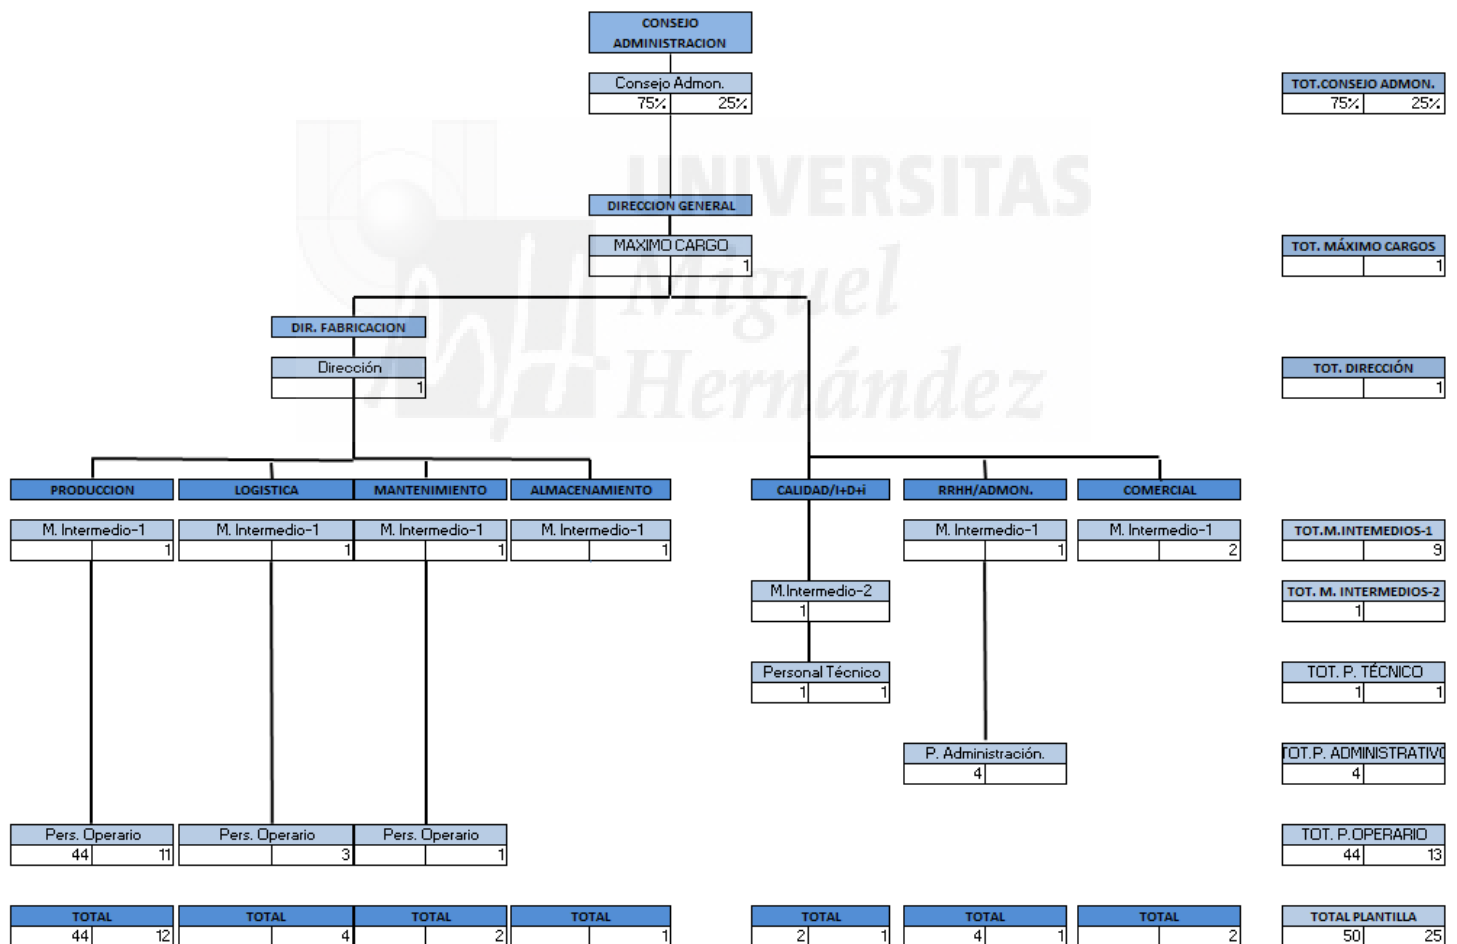 CONSEJO
ADMINISTRACION
Consejo Admon. TOT.CONSEJO ADMON.
75% 25% 75% 25%
UNIVERSITAS
DIRECCION GENERAL
MAXIMO CARGO TOT. MÁXIMO CARGOS
1 1
Miguel
DIR. FABRICACION
Dirección TOT. DIRECCIÓN
1 1
Hernández
PRODUCCION LOGISTICA MANTENIMIENTO ALMACENAMIENTO CALIDAD/I+D+i RRHH/ADMON. COMERCIAL
M. Intermedio-1 M. Intermedio-1 M. Intermedio-1 M. Intermedio-1 M. Intermedio-1 M. Intermedio-1 TOT.M.INTEMEDIOS-1
1 1 1 1 1 2 9
M.Intermedio-2 TOT. M. INTERMEDIOS-2
1 1
Personal Técnico TOT. P. TÉCNICO
1 1 1 1
P. Administración. TOT.P. ADMINISTRATIVO
4 4
Pers. Operario Pers. Operario Pers. Operario TOT. P.OPERARIO
44 11 3 1 44 13
TOTAL TOTAL TOTAL TOTAL TOTAL TOTAL TOTAL TOTAL PLANTILLA
44 12 4 2 1 2 1 4 1 2 50 25